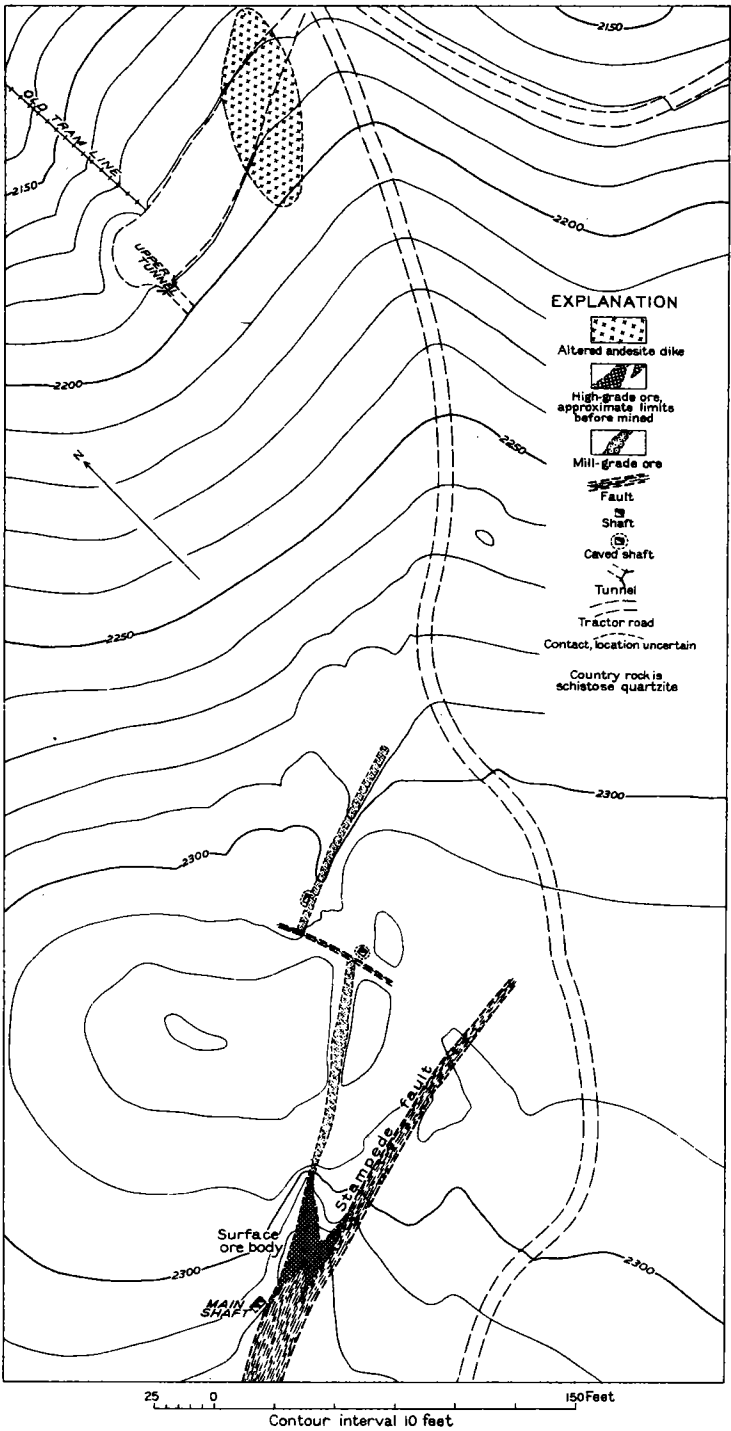 2150
OLD TRAM LINE
2150
2200
UPPER
TUNNEL
2200
EXPLANATION
Altered andesite dike
High-grade ore,
approximate limits
before mined
Mill-grade ore
Fault
Shaft
Caved shaft
Tunnel
Tractor road
Contact, location uncertain
Country rock is
schistose quartzite
N
2250
2250
2300
2300
Stampede fault
Surface
ore body
2300
2300
MAIN
SHAFT
25 0 150 Feet
Contour interval 10 feet